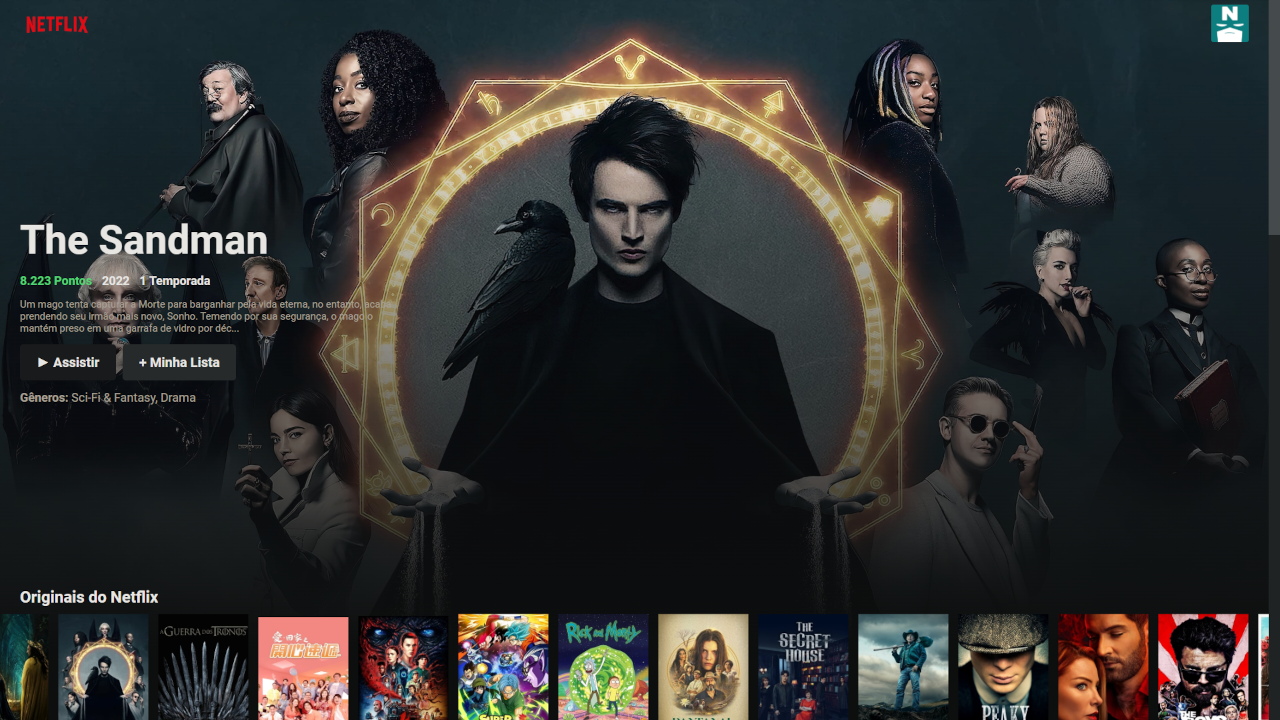 NETFLIX
N
The Sandman
8.223 Pontos 2022 1 Temporada
Um mago tenta capturar a Morte para barganhar pela vida eterna, no entanto, acaba
prendendo seu irmão mais novo, Sonho. Temendo por sua segurança, o mago o
mantém preso em uma garrafa de vidro por déc...
► Assistir
+ Minha Lista
Gêneros: Sci-Fi & Fantasy, Drama
Originais do Netflix
A GUERRA DOS TRONOS
RICK and MORTY
THE
SECRET
HOUSE
SUPER
PEAKY
THE